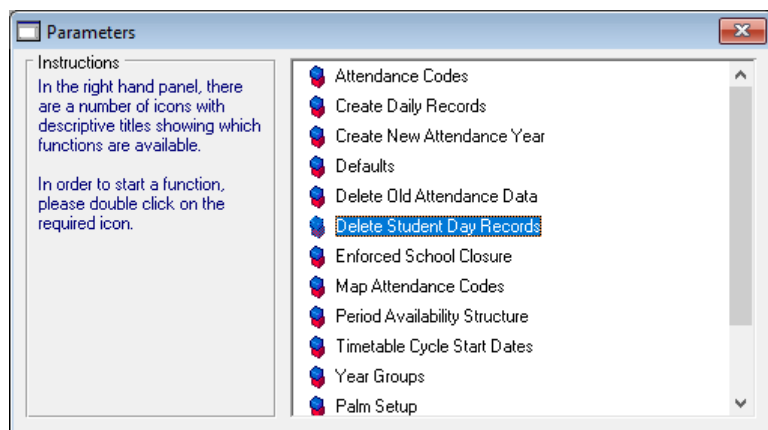 Parameters
Instructions
In the right hand panel, there
are a number of icons with
descriptive titles showing which
functions are available.
In order to start a function,
please double click on the
required icon.
Attendance Codes
Create Daily Records
Create New Attendance Year
Defaults
Delete Old Attendance Data
Delete Student Day Records
Enforced School Closure
Map Attendance Codes
Period Availability Structure
Timetable Cycle Start Dates
Year Groups
Palm Setup